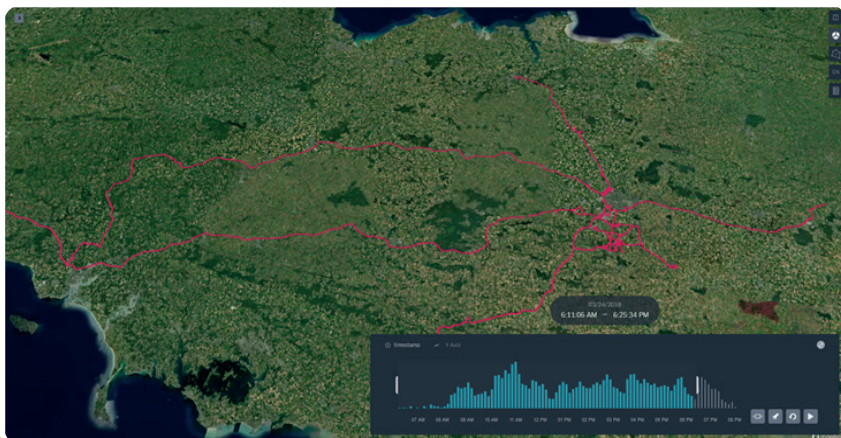 03/24/2018
6:11:06 AM — 6:25:34 PM
timestamp Y Axis
07 AM 08 AM 09 AM 10 AM 11 AM 12 PM 01 PM 02 PM 03 PM 04 PM 05 PM 06 PM 07 PM 08 PM